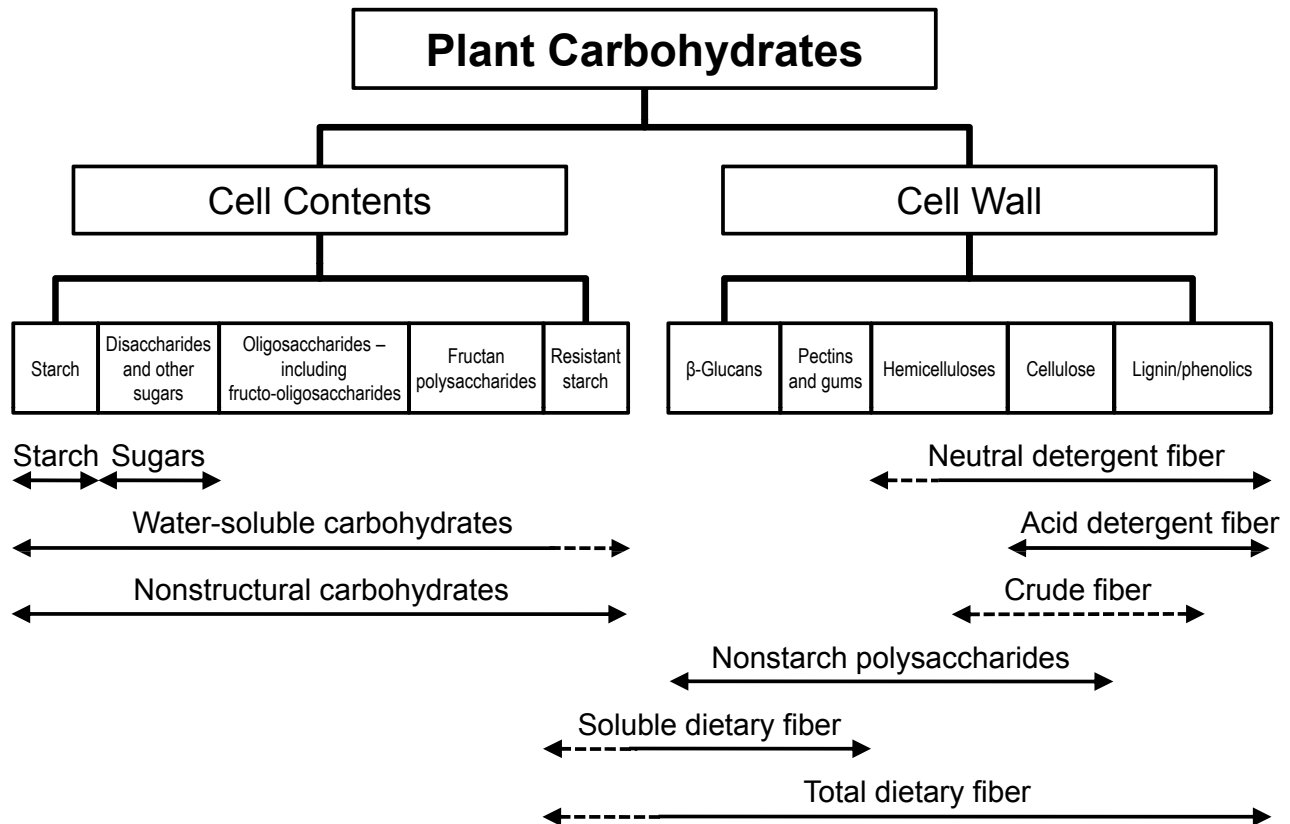 Plant Carbohydrates
Cell Contents
Cell Wall
Starch
Disaccharides
and other
sugars
Oligosaccharides –
including
fructo-oligosaccharides
Fructan
polysaccharides
Resistant
starch
β-Glucans
Pectins
and gums
Hemicelluloses
Cellulose
Lignin/phenolics
Starch
Sugars
Neutral detergent fiber
Water-soluble carbohydrates
Acid detergent fiber
Nonstructural carbohydrates
Crude fiber
Nonstarch polysaccharides
Soluble dietary fiber
Total dietary fiber